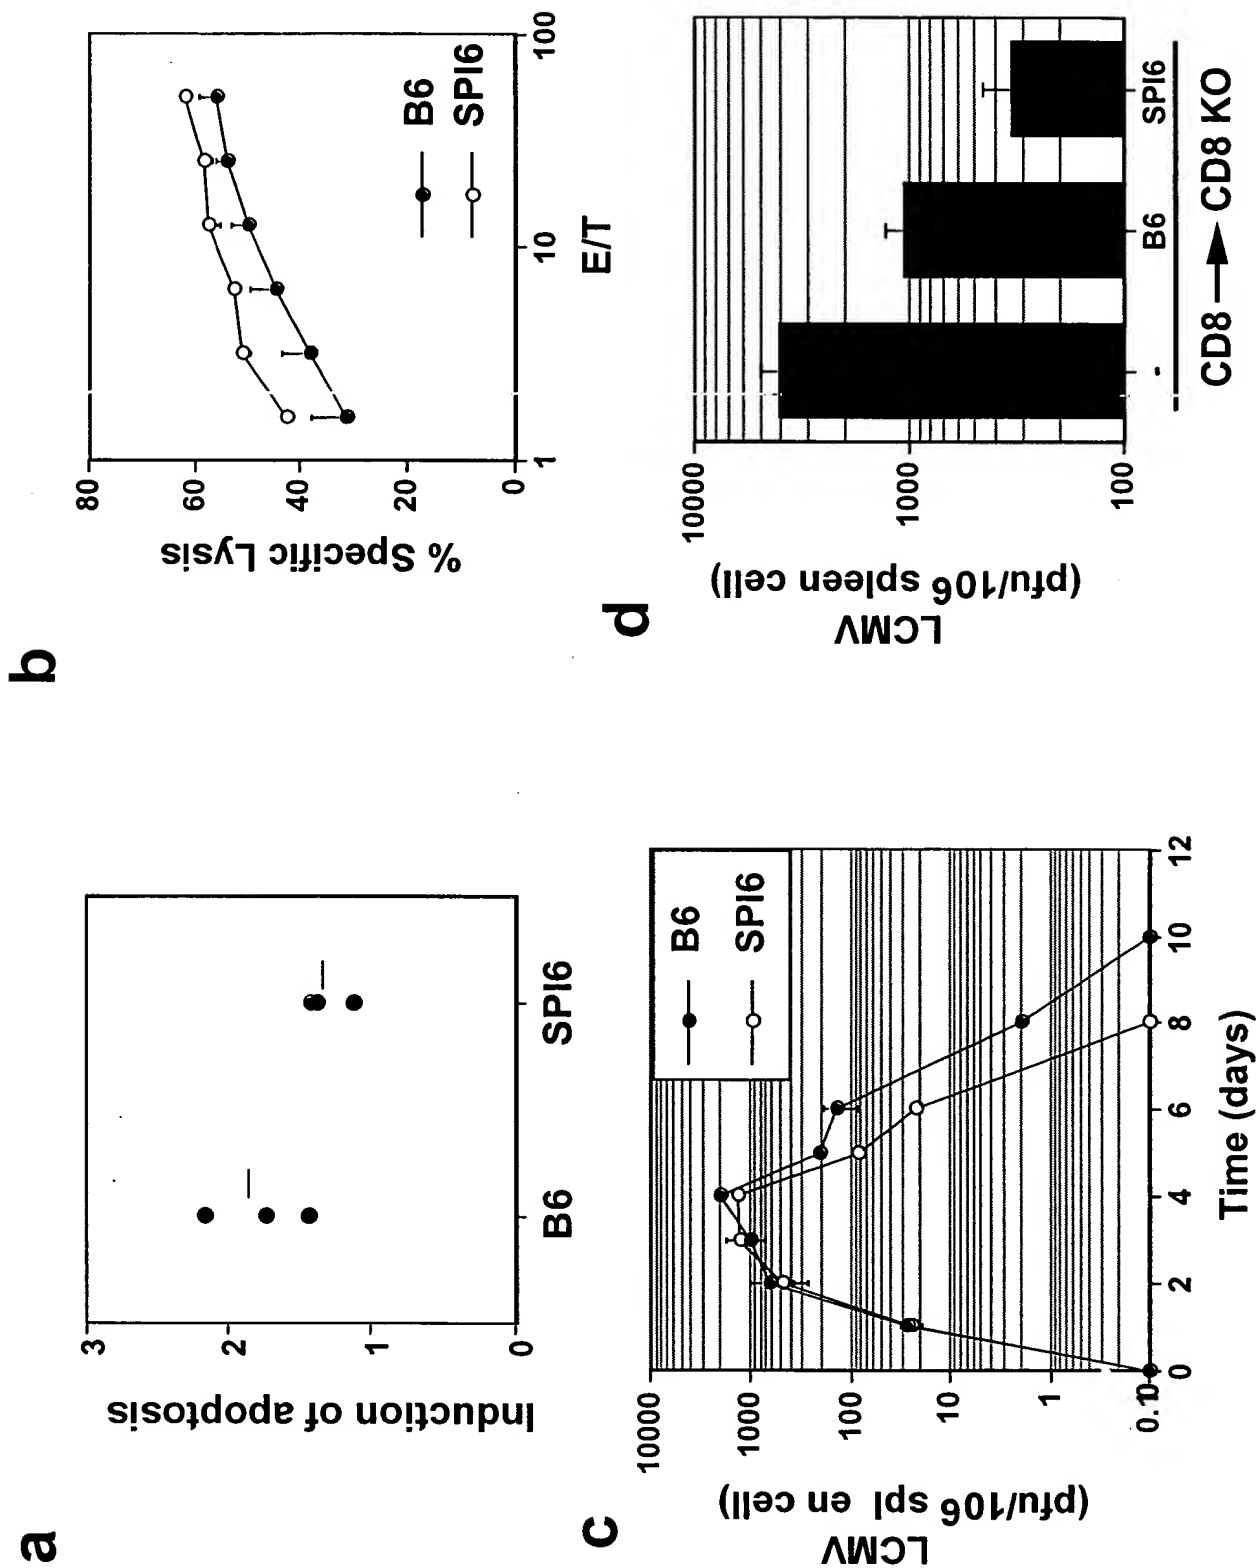 a
Induction of apoptosis
3
2
1
0
B6
SPI6
b
% Specific Lysis
80
60
40
20
0
1
10
100
E/T
B6
SPI6
c
LCMV
(pfu/10⁶ spl en cell)
10000
1000
100
10
1
0.1
0
2
4
6
8
10
12
Time (days)
B6
SPI6
d
LCMV
(pfu/10⁶ spleen cell)
10000
1000
100
-
B6
SPI6
CD8 → CD8 KO